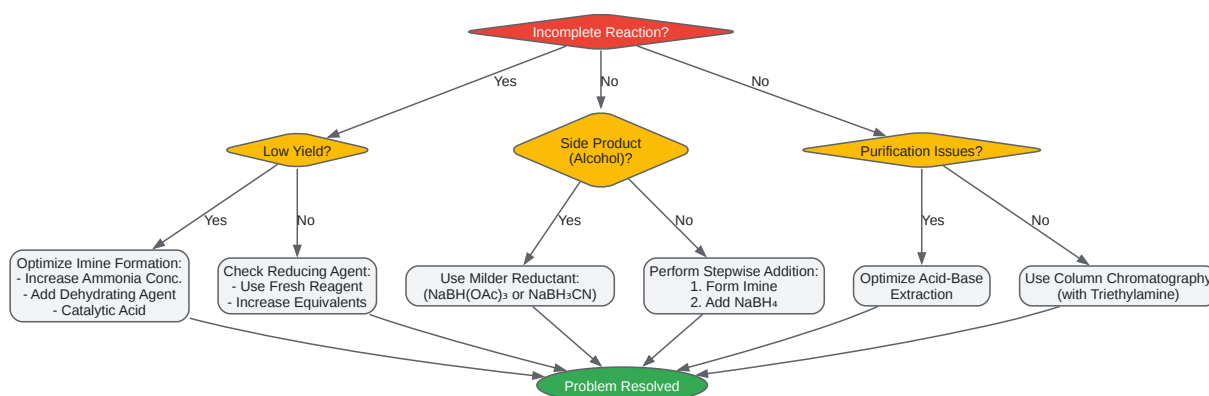 Incomplete Reaction?
Yes
No
No
Low Yield?
Side Product
(Alcohol)?
Purification Issues?
Yes
No
Yes
No
Yes
No
Optimize Imine Formation:
- Increase Ammonia Conc.
- Add Dehydrating Agent
- Catalytic Acid
Check Reducing Agent:
- Use Fresh Reagent
- Increase Equivalents
Use Milder Reductant:
(NaBH(OAc)₃ or NaBH₃CN)
Perform Stepwise Addition:
1. Form Imine
2. Add NaBH₄
Optimize Acid-Base
Extraction
Use Column Chromatography
(with Triethylamine)
Problem Resolved